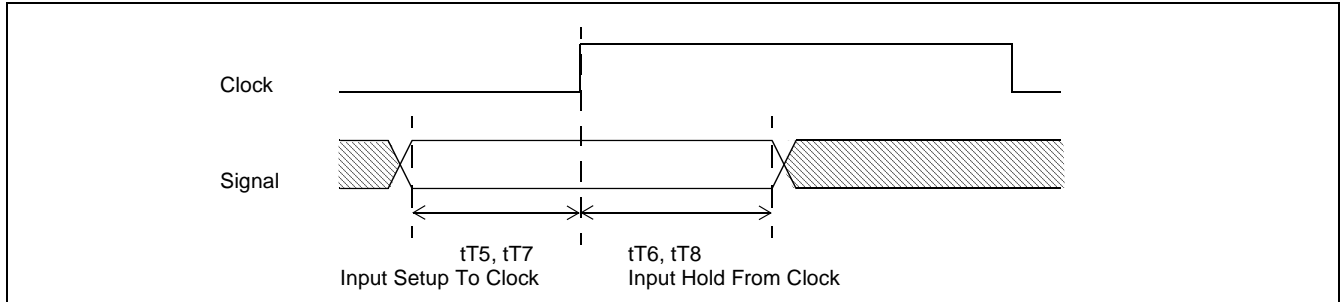 Clock
Signal
tT5, tT7
tT6, tT8
Input Setup To Clock
Input Hold From Clock